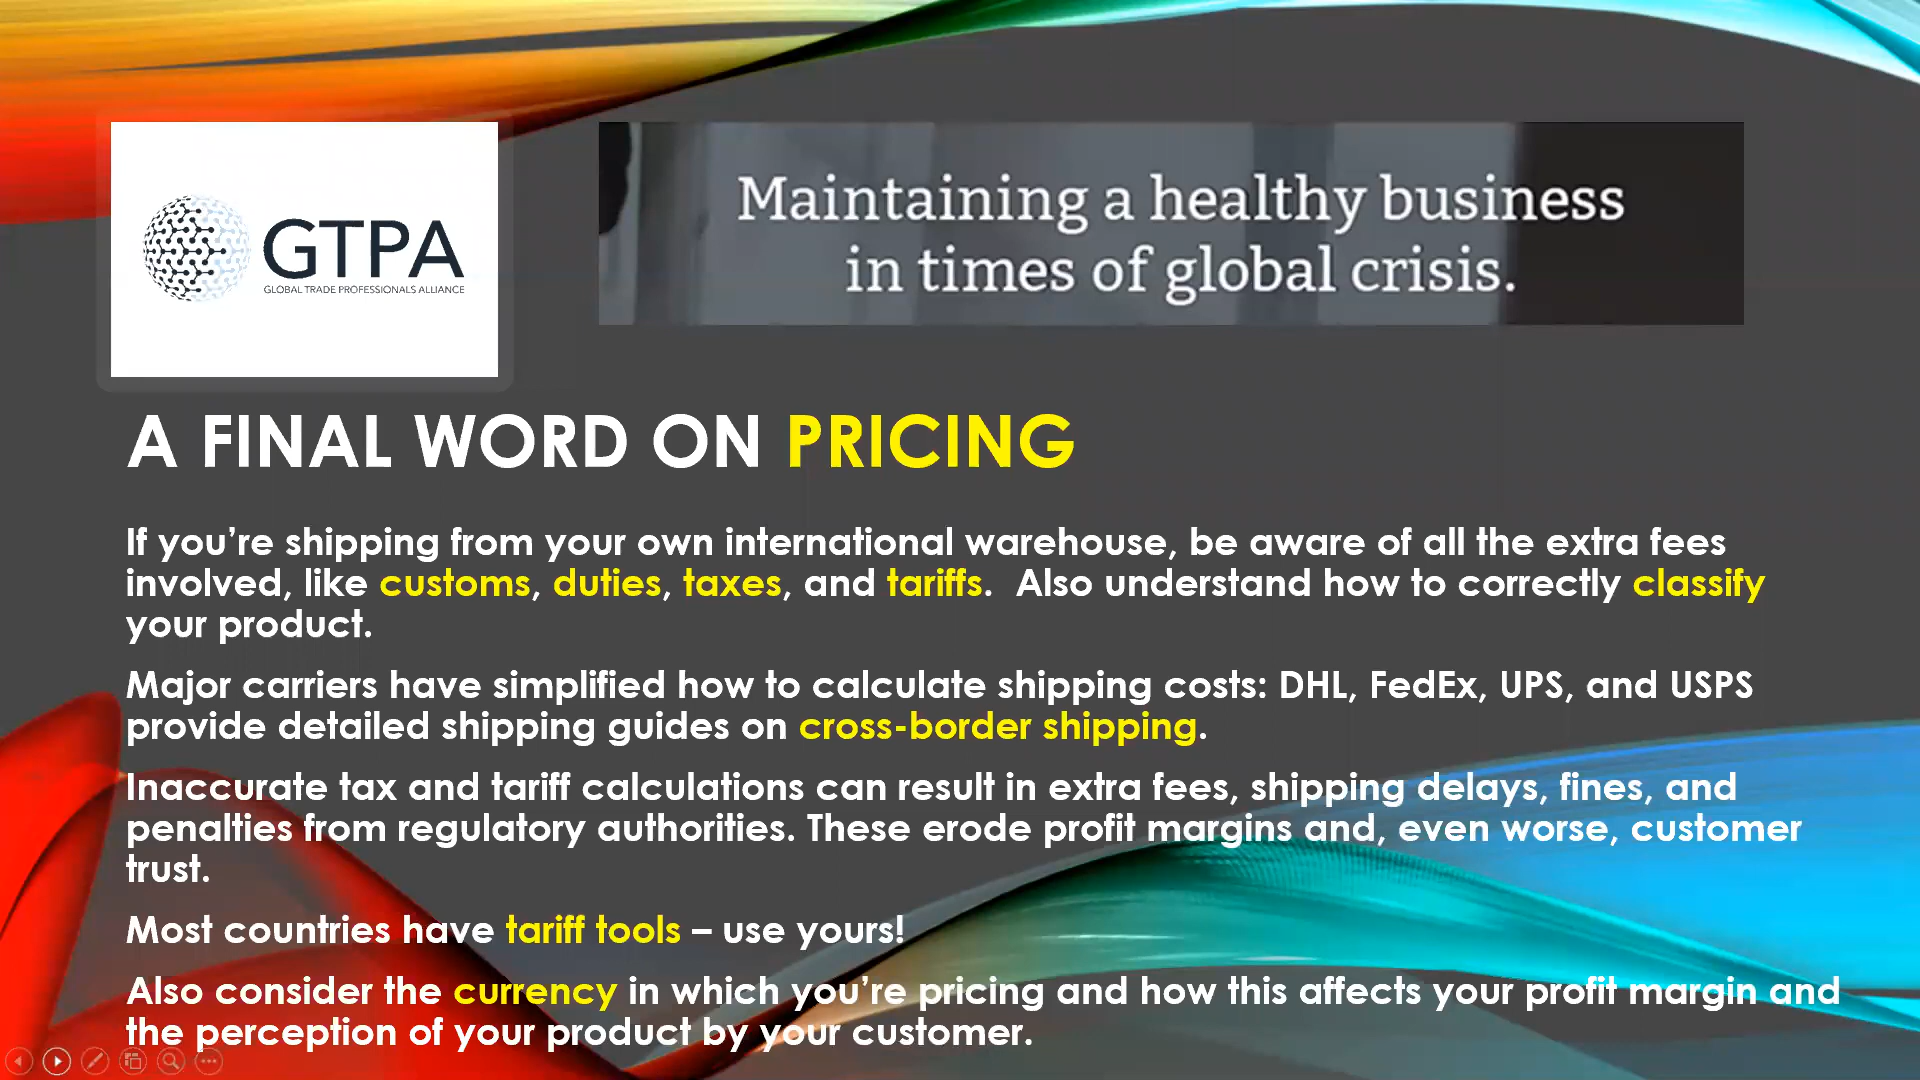 GTPA
GLOBAL TRADE PROFESSIONALS ALLIANCE
Maintaining a healthy business
in times of global crisis.
A FINAL WORD ON PRICING
If you’re shipping from your own international warehouse, be aware of all the extra fees
involved, like customs, duties, taxes, and tariffs.  Also understand how to correctly classify
your product.
Major carriers have simplified how to calculate shipping costs: DHL, FedEx, UPS, and USPS
provide detailed shipping guides on cross-border shipping.
Inaccurate tax and tariff calculations can result in extra fees, shipping delays, fines, and
penalties from regulatory authorities. These erode profit margins and, even worse, customer
trust.
Most countries have tariff tools – use yours!
Also consider the currency in which you’re pricing and how this affects your profit margin and
the perception of your product by your customer.